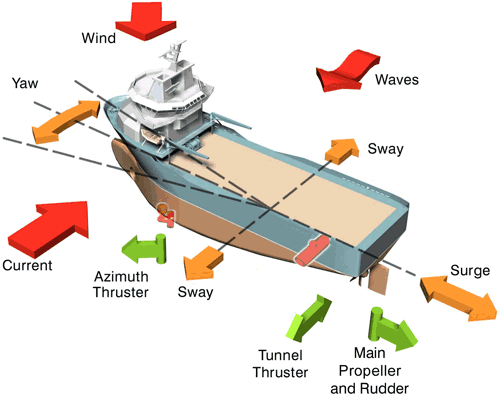 Wind
Waves
Yaw
Sway
Current
Azimuth
Thruster
Sway
Surge
Tunnel
Thruster
Main
Propeller
and Rudder